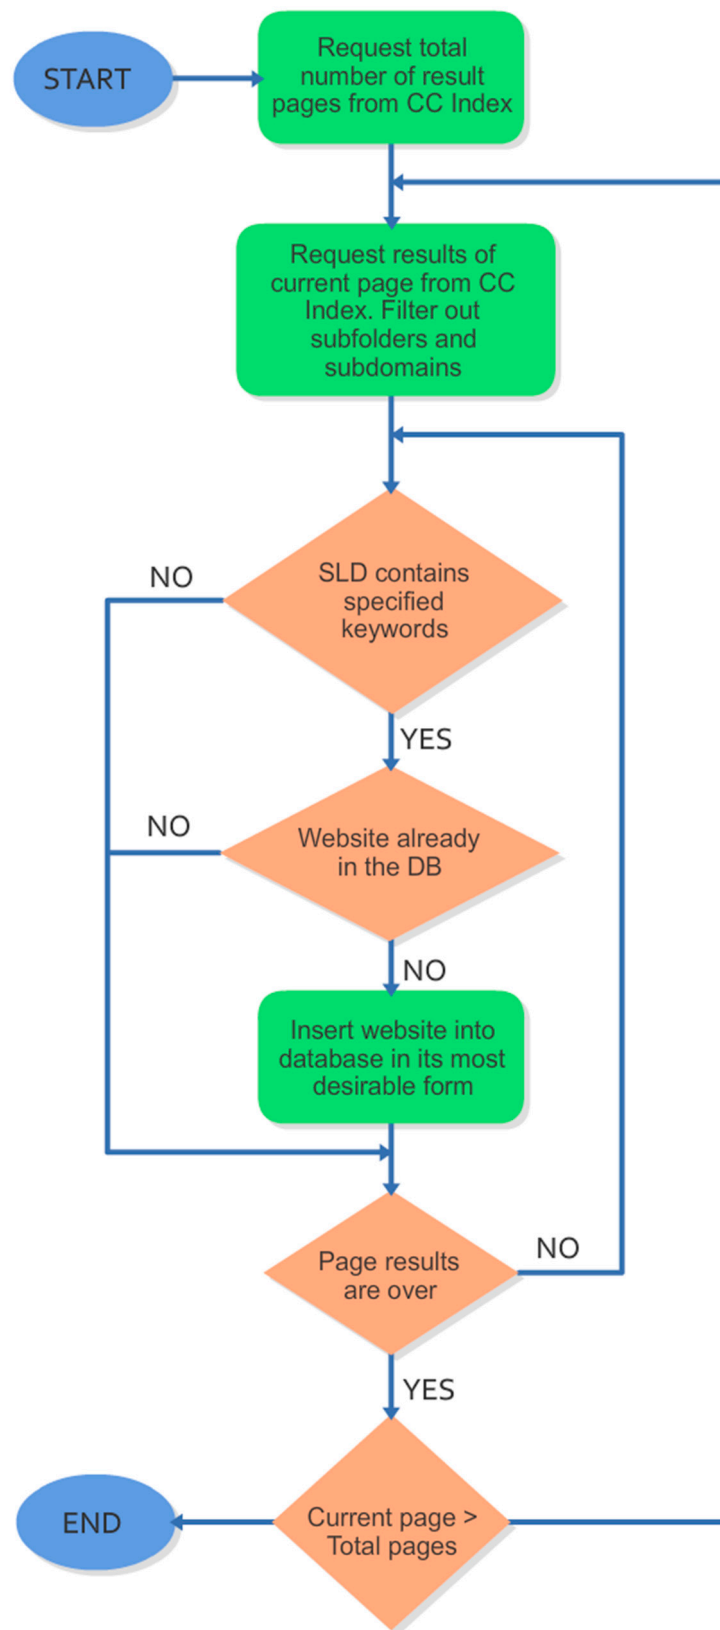 START
Request total
number of result
pages from CC Index
Request results of
current page from CC
Index. Filter out
subfolders and
subdomains
NO
SLD contains
specified
keywords
YES
NO
Website already
in the DB
NO
Insert website into
database in its most
desirable form
Page results
are over
NO
YES
END
Current page >
Total pages